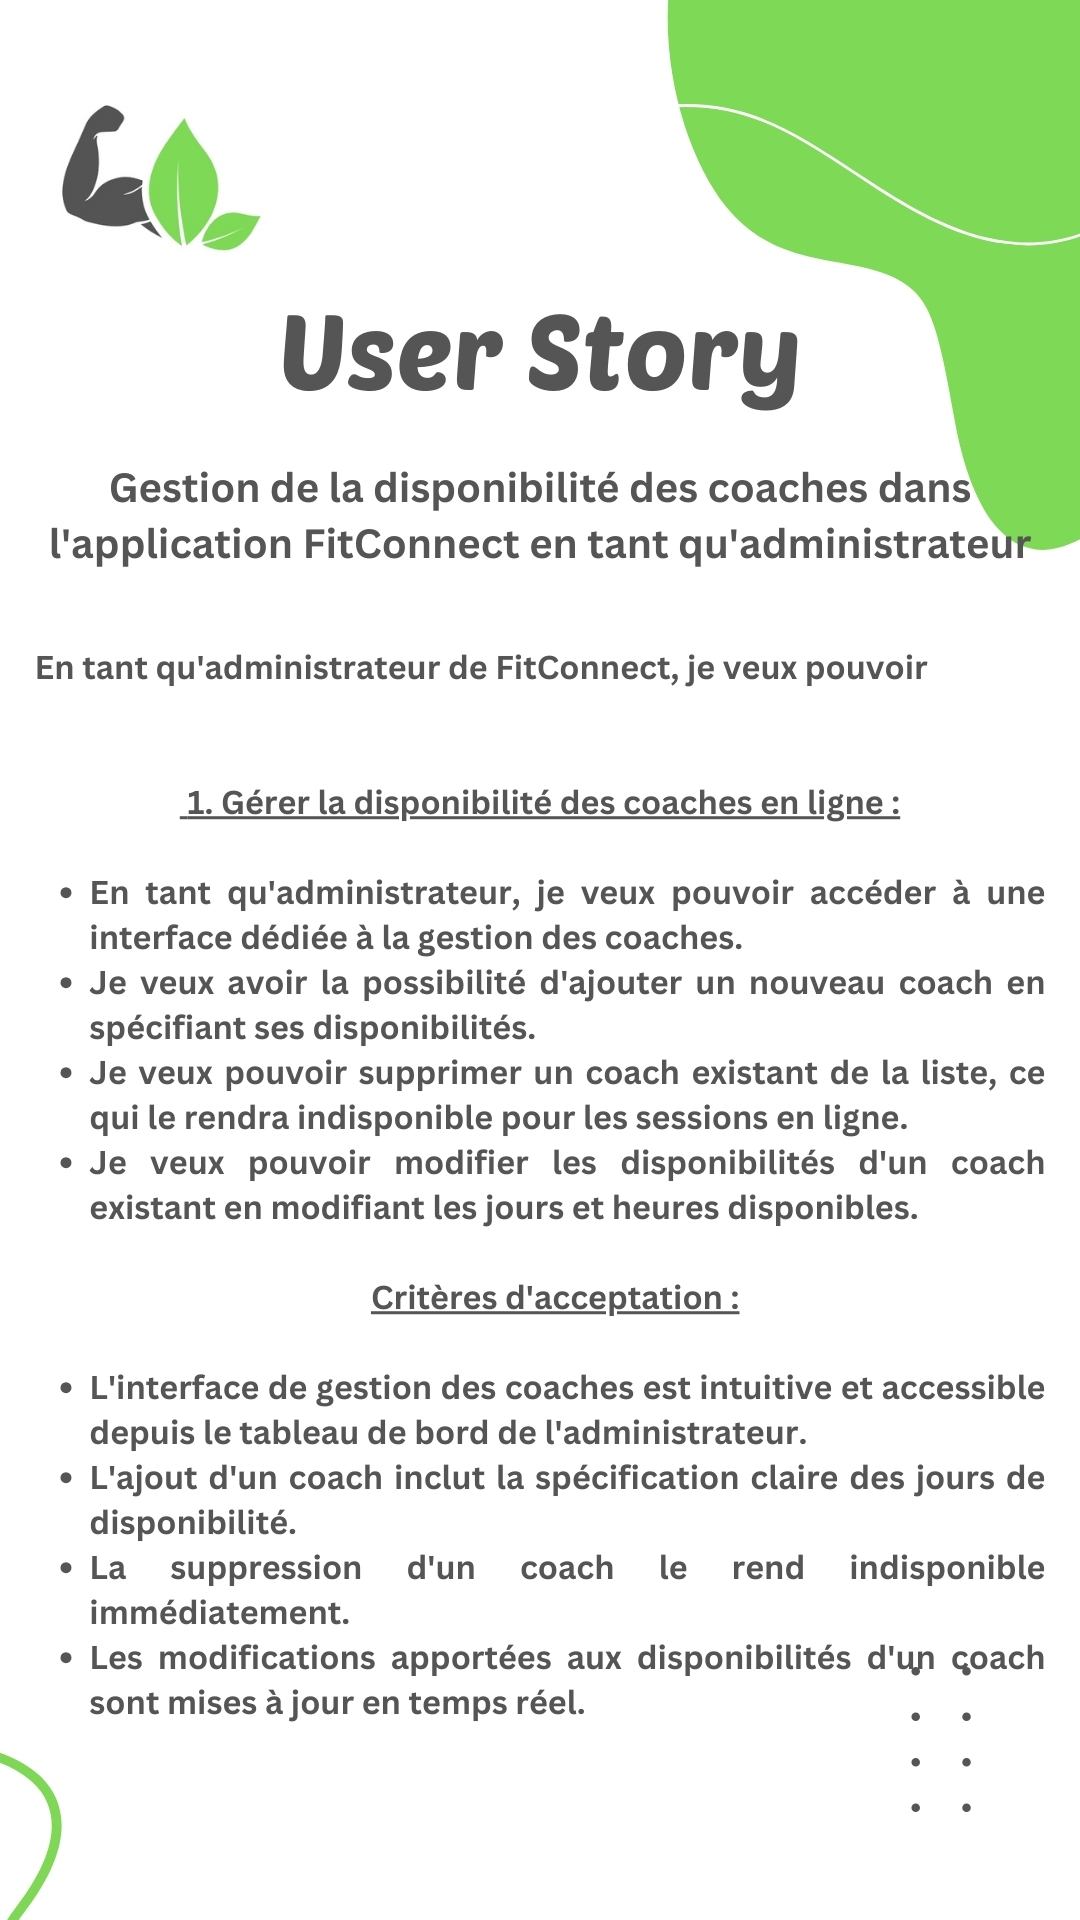 User Story
Gestion de la disponibilité des coaches dans
l'application FitConnect en tant qu'administrateur
En tant qu'administrateur de FitConnect, je veux pouvoir
1. Gérer la disponibilité des coaches en ligne :
• En tant qu'administrateur, je veux pouvoir accéder à une
interface dédiée à la gestion des coaches.
• Je veux avoir la possibilité d'ajouter un nouveau coach en
spécifiant ses disponibilités.
• Je veux pouvoir supprimer un coach existant de la liste, ce
qui le rendra indisponible pour les sessions en ligne.
• Je veux pouvoir modifier les disponibilités d'un coach
existant en modifiant les jours et heures disponibles.
Critères d'acceptation :
• L'interface de gestion des coaches est intuitive et accessible
depuis le tableau de bord de l'administrateur.
• L'ajout d'un coach inclut la spécification claire des jours de
disponibilité.
• La suppression d'un coach le rend indisponible
immédiatement.
• Les modifications apportées aux disponibilités d'un coach
sont mises à jour en temps réel.